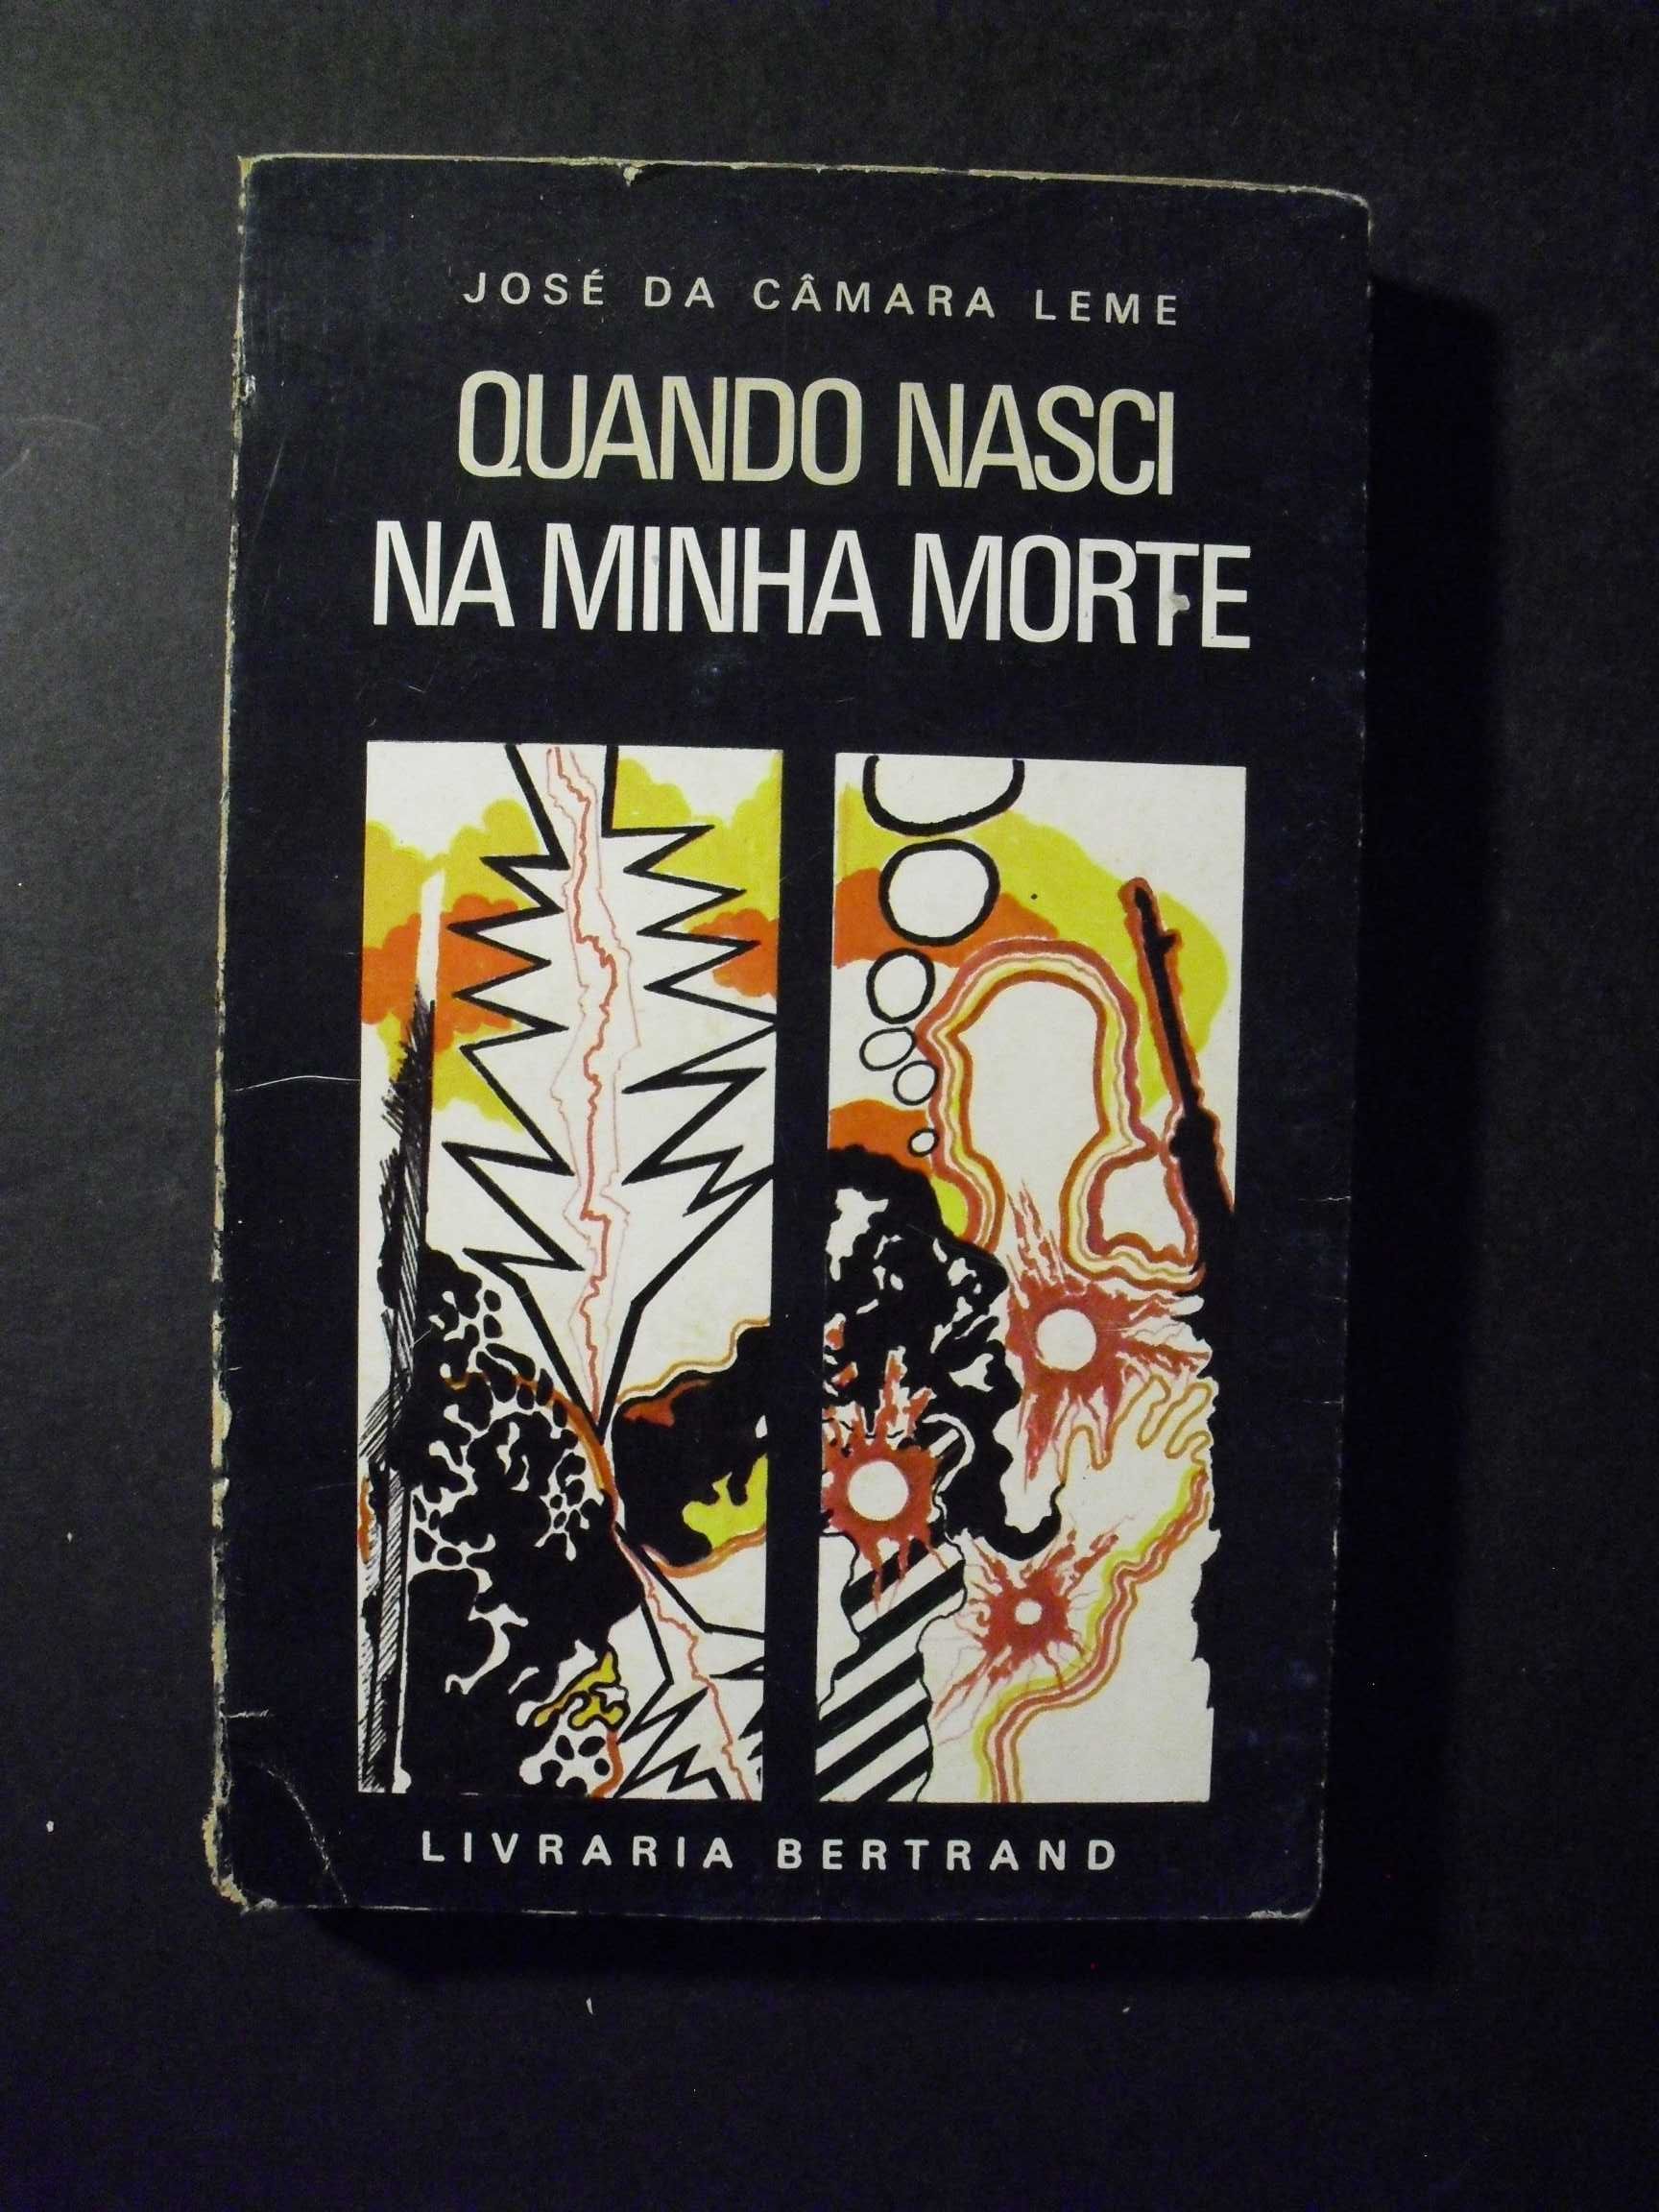 JOSÉ DA CÂMARA LEME
QUANDO NASCI
NA MINHA MORTE
LIVRARIA BERTRAND